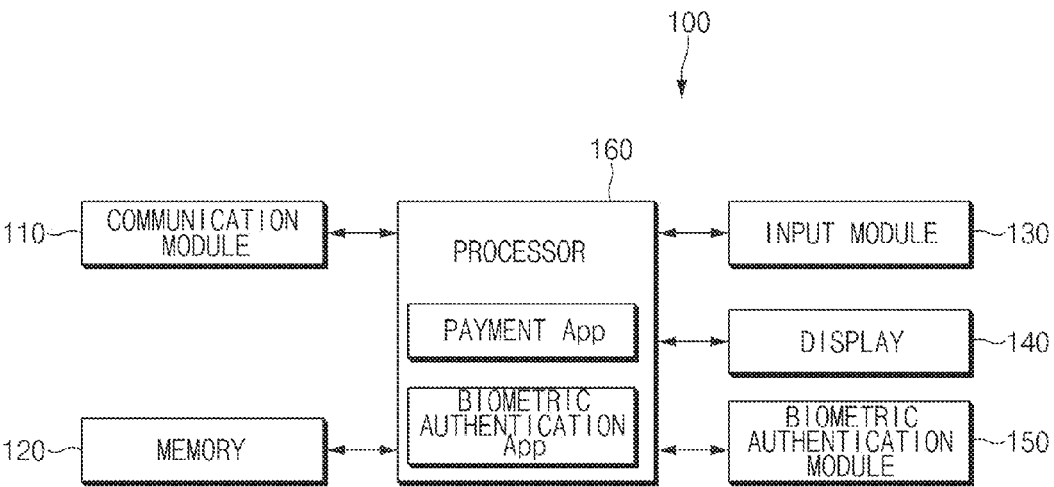 100
160
110
COMMUNICATION
MODULE
PROCESSOR
INPUT MODULE
130
PAYMENT App
DISPLAY
140
BIOMETRIC
AUTHENTICATION
App
120
MEMORY
BIOMETRIC
AUTHENTICATION
MODULE
150